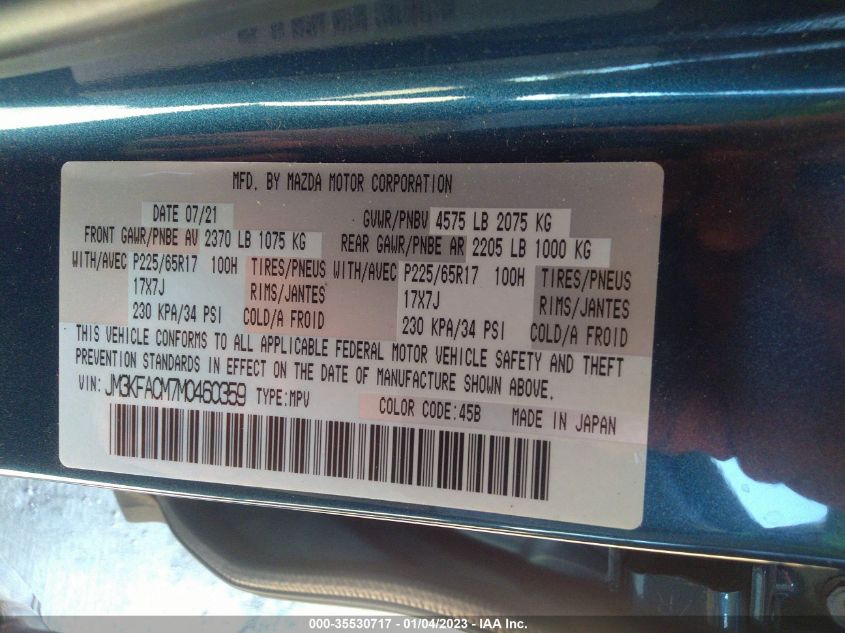 MFD. BY MAZDA MOTOR CORPORATION
DATE 07/21 GVWR/PNBV 4575 LB 2075 KG
FRONT GAWR/PNBE AV 2370 LB 1075 KG REAR GAWR/PNBE AR 2205 LB 1000 KG
WITH/AVEC P225/65R17 100H TIRES/PNEUS WITH/AVEC P225/65R17 100H TIRES/PNEUS
17X7J RIMS/JANTES 17X7J RIMS/JANTES
230 KPA/34 PSI COLD/A FROID 230 KPA/34 PSI COLD/A FROID
THIS VEHICLE CONFORMS TO ALL APPLICABLE FEDERAL MOTOR VEHICLE SAFETY AND THEFT
PREVENTION STANDARDS IN EFFECT ON THE DATE OF MANUFACTURE SHOWN ABOVE.
VIN: JM3KFACM7M0460359 TYPE:MPV COLOR CODE:45B MADE IN JAPAN
000-35530717 - 01/04/2023 - IAA Inc.